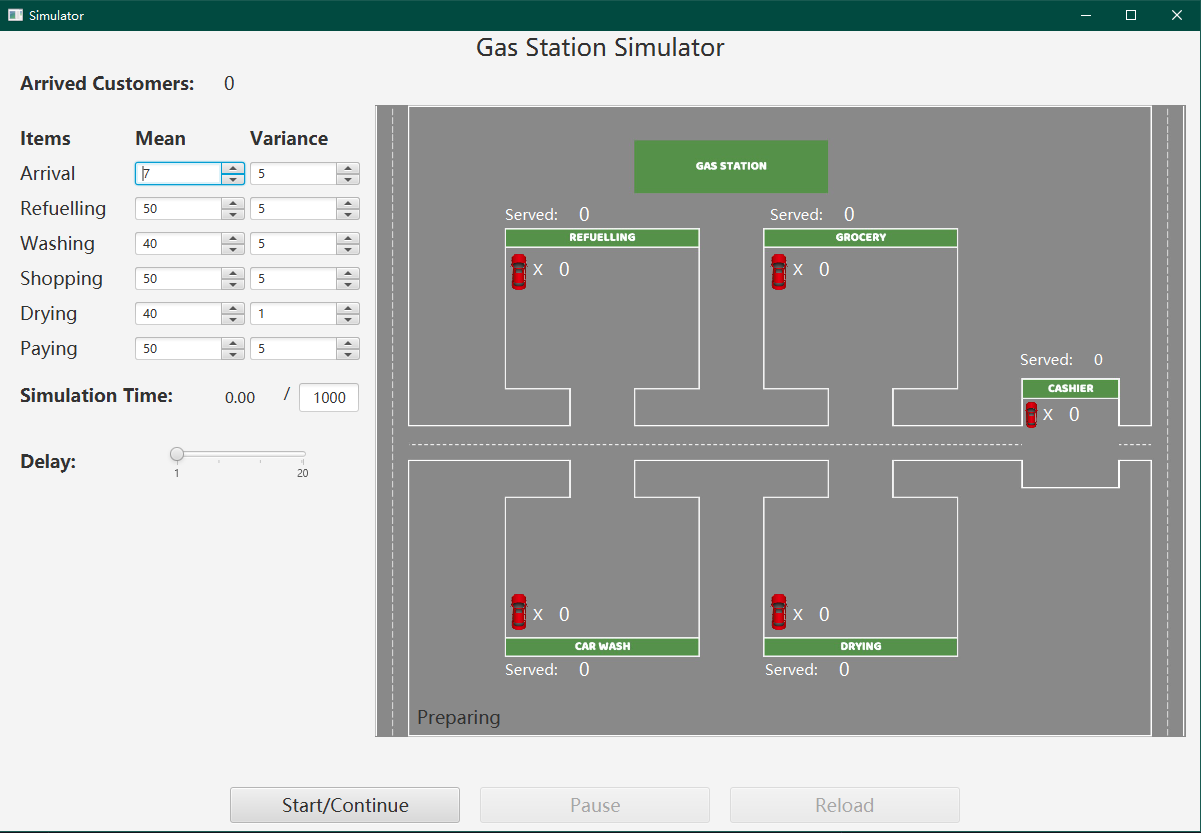 Simulator
Gas Station Simulator
Arrived Customers: 0
Items Mean Variance
Arrival 7 5
Refuelling 50 5
Washing 40 5
Shopping 50 5
Drying 40 1
Paying 50 5
Simulation Time: 0.00 / 1000
Delay:
1 20
GAS STATION
Served: 0 Served: 0
REFUELLING GROCERY
X 0 X 0
Served: 0
CASHIER
X 0
X 0 X 0
CAR WASH DRYING
Served: 0 Served: 0
Preparing
Start/Continue Pause Reload